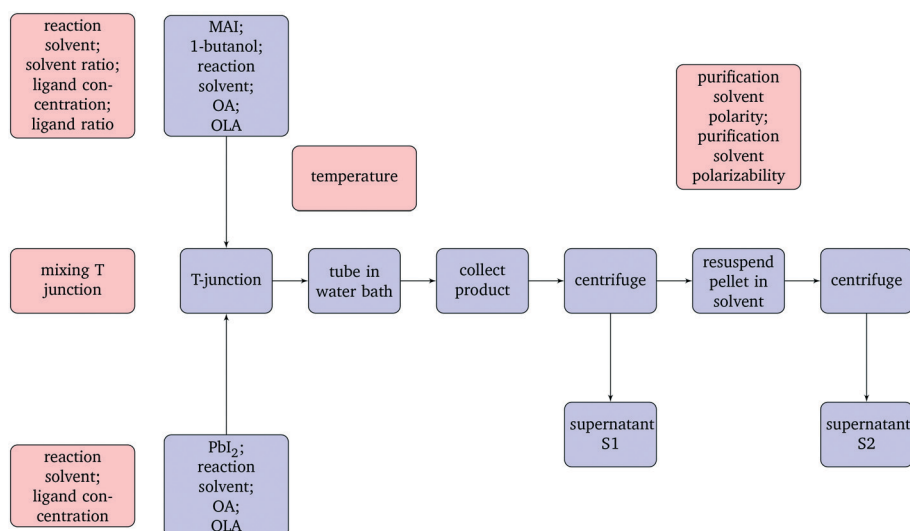 reaction
solvent;
solvent ratio;
ligand con-
centration;
ligand ratio
MAI;
1-butanol;
reaction
solvent;
OA;
OLA
purification
solvent
polarity;
purification
solvent
polarizability
temperature
mixing T
junction
T-junction
tube in
water bath
collect
product
centrifuge
resuspend
pellet in
solvent
centrifuge
supernatant
S1
supernatant
S2
reaction
solvent;
ligand con-
centration
PbI₂;
reaction
solvent;
OA;
OLA